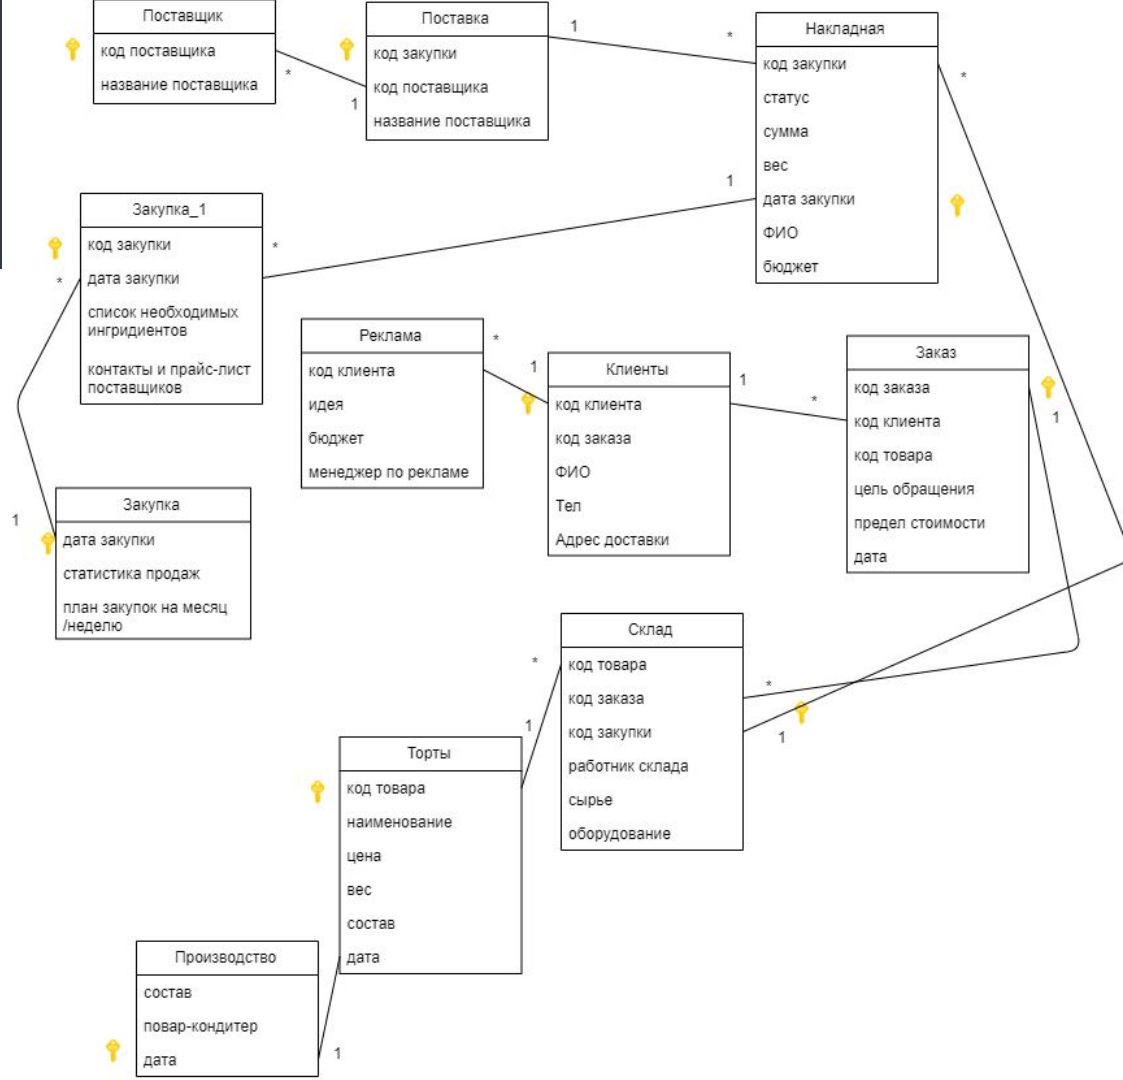 Поставщик
код поставщика
название поставщика
*
1
Поставка
код закупки
код поставщика
название поставщика
1
*
Накладная
код закупки
статус
сумма
вес
дата закупки
ФИО
бюджет
*
1
Закупка_1
код закупки
дата закупки
список необходимых
ингридиентов
контакты и прайс-лист
поставщиков
*
*
Реклама
код клиента
идея
бюджет
менеджер по рекламе
*
1
Клиенты
код клиента
код заказа
ФИО
Тел
Адрес доставки
1
*
Заказ
код заказа
код клиента
код товара
цель обращения
предел стоимости
дата
1
Закупка
дата закупки
статистика продаж
план закупок на месяц
/неделю
1
Склад
код товара
код заказа
код закупки
работник склада
сырье
оборудование
*
*
1
1
Торты
код товара
наименование
цена
вес
состав
дата
Производство
состав
повар-кондитер
дата
1